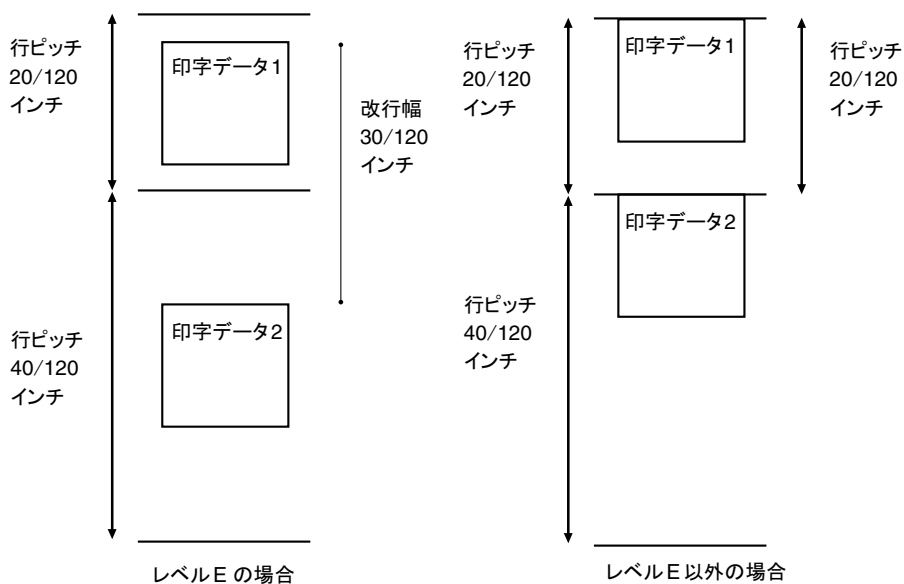 行ピッチ
20/120
インチ
印字データ1
改行幅
30/120
インチ
行ピッチ
40/120
インチ
印字データ2
レベルE の場合
行ピッチ
20/120
インチ
印字データ1
行ピッチ
20/120
インチ
印字データ2
行ピッチ
40/120
インチ
レベルE以外の場合